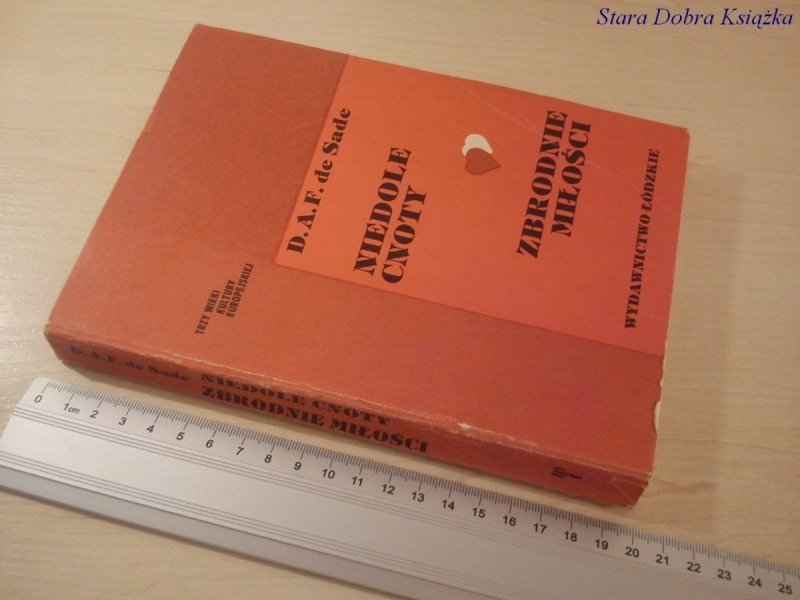 Stara Dobra Książka
D. A. F. de Sade
NIEDOLE
CNOTY
ZBRODNIE
MIŁOŚCI
WYDAWNICTWO ŁÓDZKIE
TRZY WIEKI
KULTURY
EUROPEJSKIEJ
D. A. F. de Sade NIEDOLE CNOTY
ZBRODNIE MIŁOŚCI
0 1cm 2 3 4 5 6 7 8 9 10 11 12 13 14 15 16 17 18 19 20 21 22 23 24 25